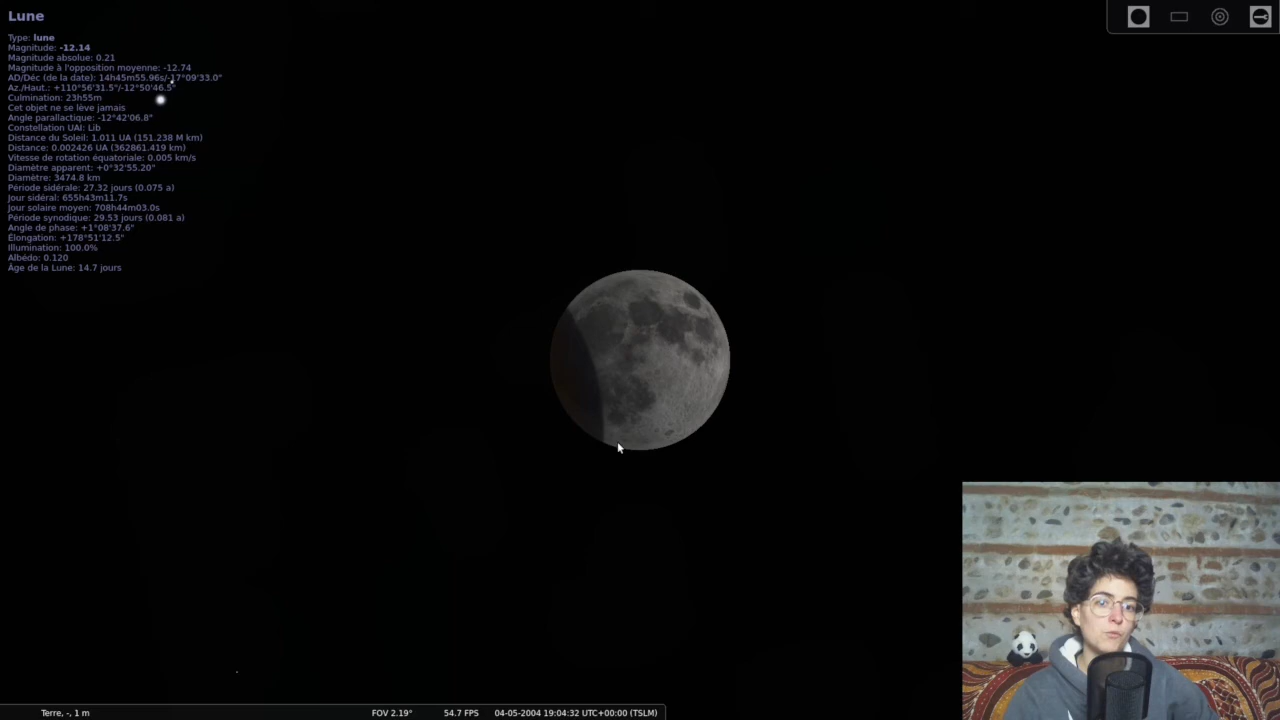 Lune
Type: lune
Magnitude: -12.14
Magnitude absolue: 0.21
Magnitude à l'opposition moyenne: -12.74
AD/Déc (de la date): 14h45m55.96s/-17°09'33.0"
Az./Haut.: +110°56'31.5"/-12°50'46.5"
Culmination: 23h55m
Cet objet ne se lève jamais
Angle parallactique: -12°42'06.8"
Constellation UAI: Lib
Distance du Soleil: 1.011 UA (151.238 M km)
Distance: 0.002426 UA (362861.419 km)
Vitesse de rotation équatoriale: 0.005 km/s
Diamètre apparent: +0°32'55.20"
Diamètre: 3474.8 km
Période sidérale: 27.32 jours (0.075 a)
Jour sidéral: 655h43m11.7s
Jour solaire moyen: 708h44m03.0s
Période synodique: 29.53 jours (0.081 a)
Angle de phase: +1°08'37.6"
Élongation: +178°51'12.5"
Illumination: 100.0%
Albédo: 0.120
Âge de la Lune: 14.7 jours
Terre, -, 1 m FOV 2.19° 54.7 FPS 04-05-2004 19:04:32 UTC+00:00 (TSLM)